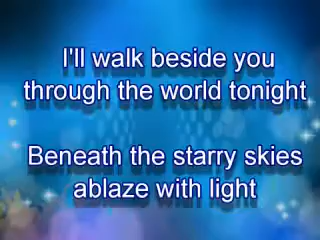 I'll walk beside you
through the world tonight
Beneath the starry skies
ablaze with light